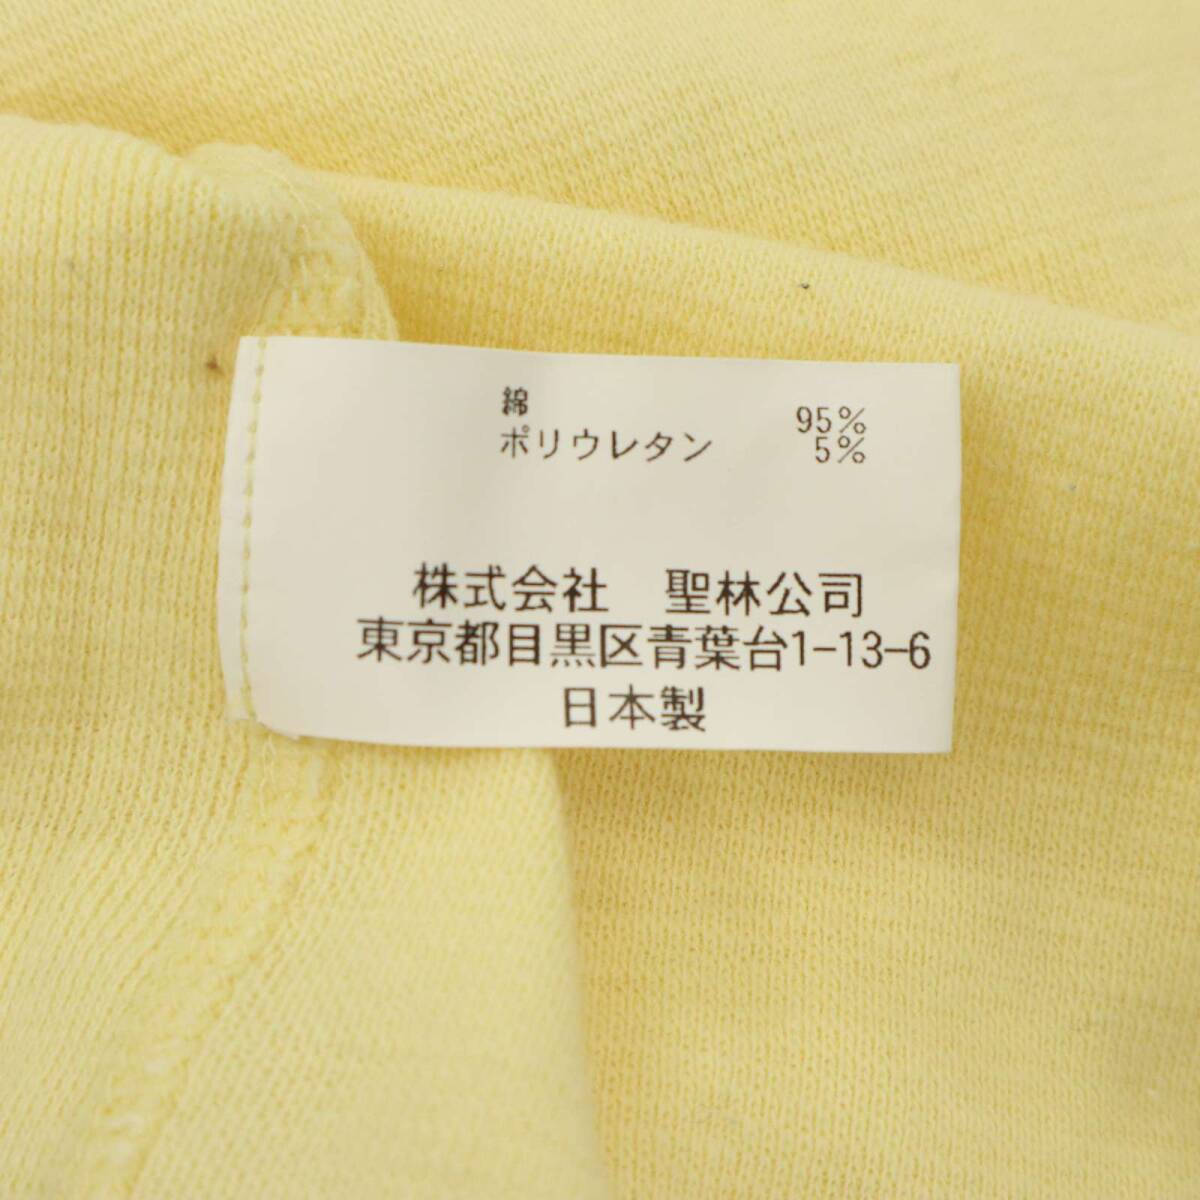 綿 95%
ポリウレタン 5%
株式会社 聖林公司
東京都目黒区青葉台1-13-6
日本製